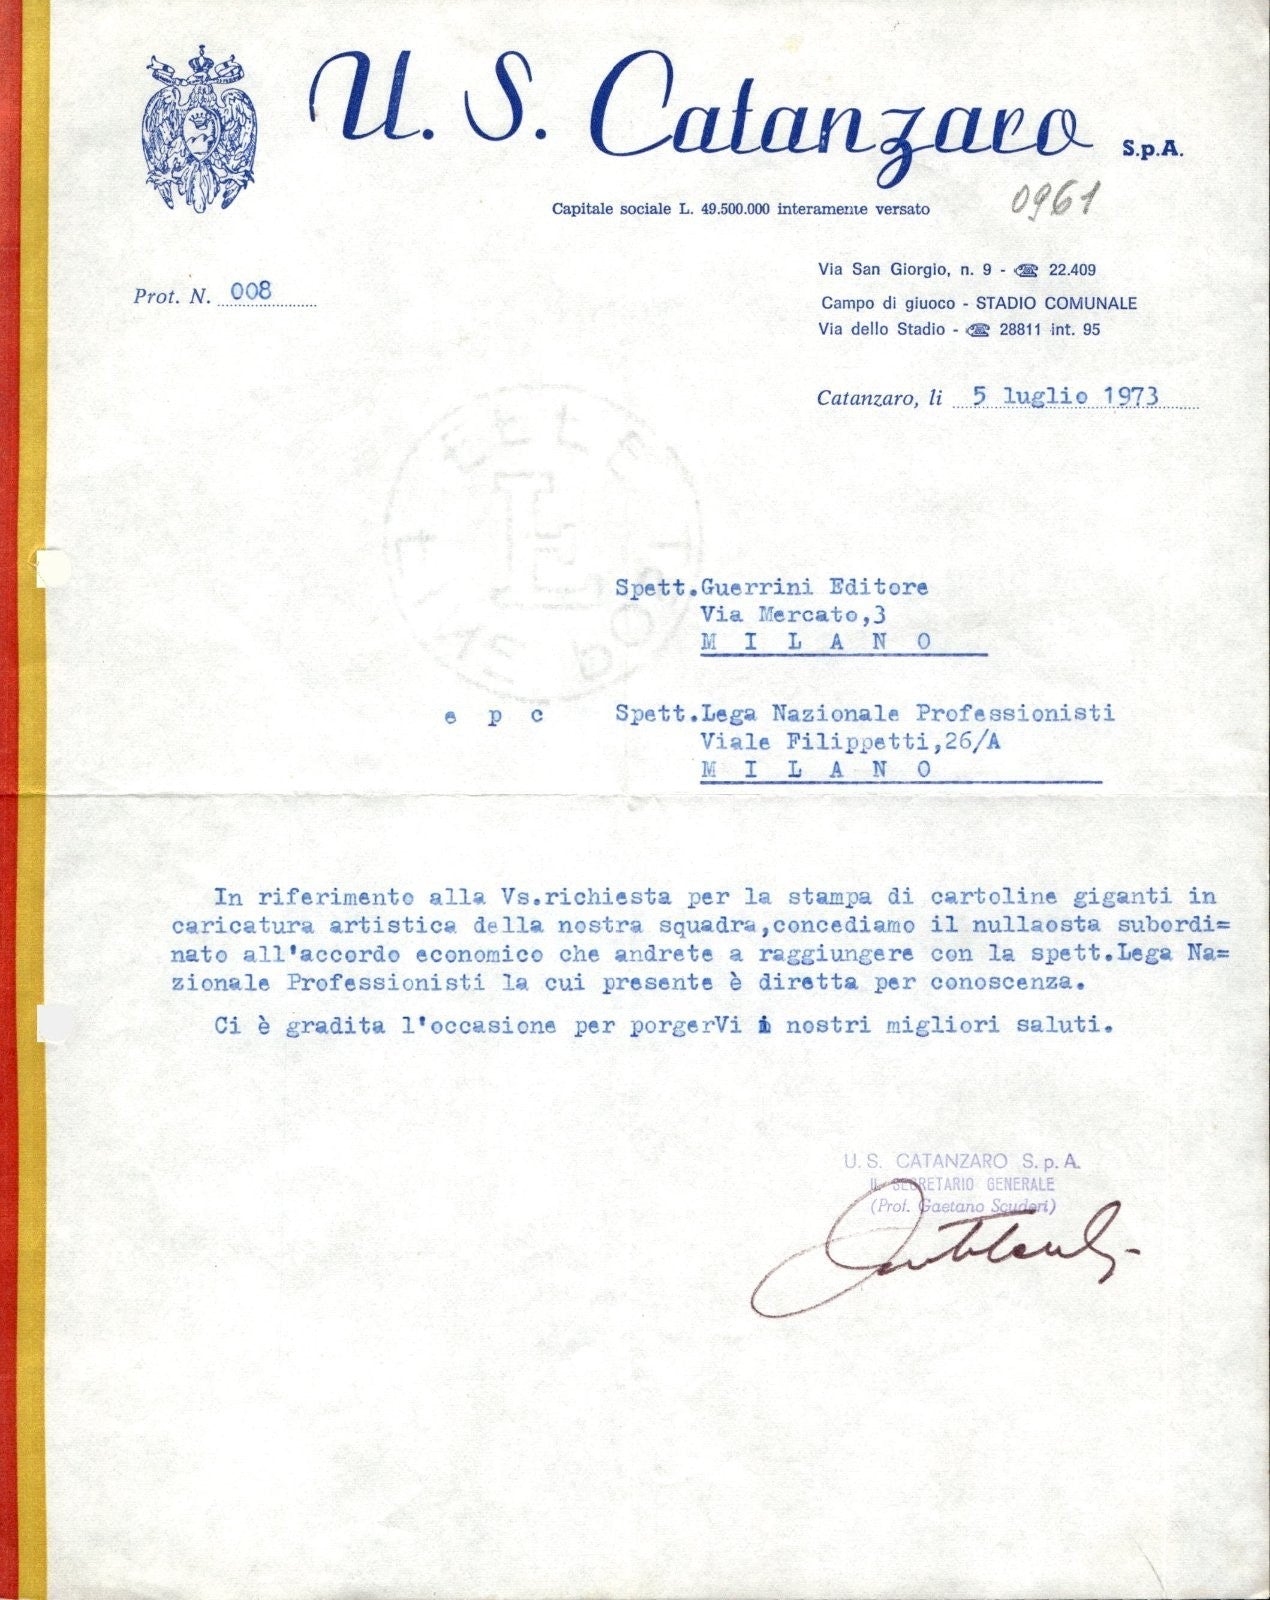 U. S. Catanzaro S.p.A.
Capitale sociale L. 49.500.000 interamente versato
0961
Via San Giorgio, n. 9 - 22.409
Prot. N. 008
Campo di giuoco - STADIO COMUNALE
Via dello Stadio - 28811 int. 95
Catanzaro, li 5 luglio 1973
Spett.Guerrini Editore
Via Mercato,3
M I L A N O
e p c Spett.Lega Nazionale Professionisti
Viale Filippetti,26/A
M I L A N O
In riferimento alla Vs.richiesta per la stampa di cartoline giganti in
caricatura artistica della nostra squadra,concediamo il nullaosta subordi=
nato all'accordo economico che andrete a raggiungere con la spett.Lega Na=
zionale Professionisti la cui presente è diretta per conoscenza.
Ci è gradita l'occasione per porgerVi i nostri migliori saluti.
U. S. CATANZARO S. p. A.
IL SEGRETARIO GENERALE
(Prof. Gaetano Scuderi)